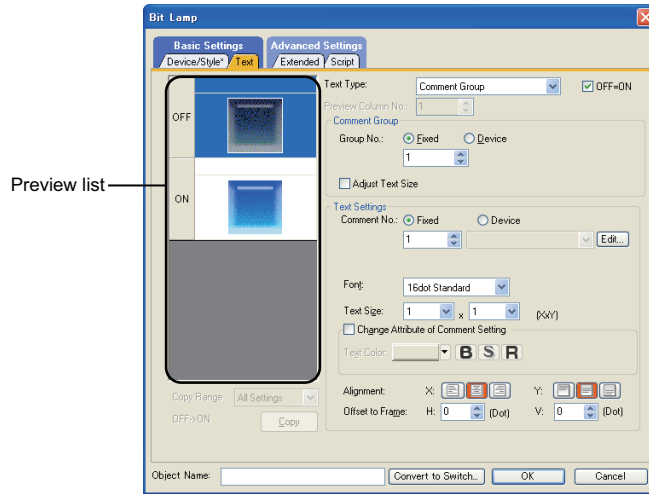 Bit Lamp
Basic Settings Advanced Settings
Device/Style* Text Extended Script
Text Type: Comment Group OFF=ON
Preview Column No.: 1
OFF
Comment Group
Group No.: Fixed Device
1
Adjust Text Size
Preview list
ON
Text Settings
Comment No.: Fixed Device
1 Edit...
Font: 16dot Standard
Text Size: 1 x 1 (XxY)
Change Attribute of Comment Setting
Text Color: B S R
Copy Range: All Settings
Alignment: X: Y:
OFF->ON Copy
Offset to Frame: H: 0 (Dot) V: 0 (Dot)
Object Name: Convert to Switch... OK Cancel